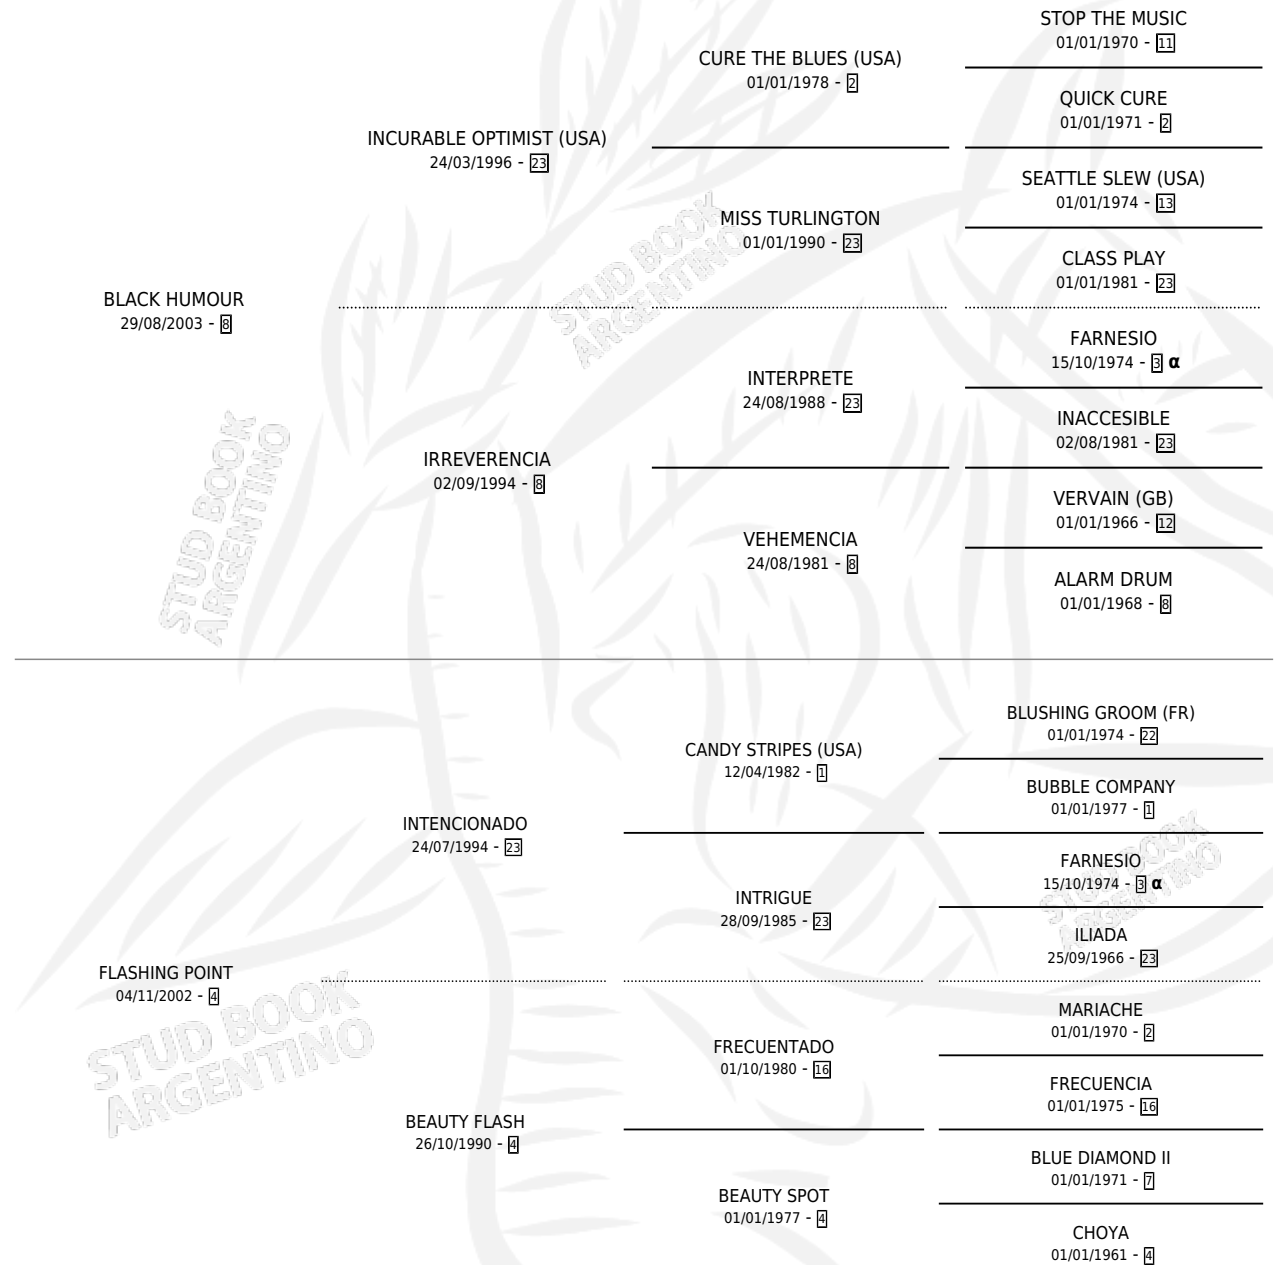 STOP THE MUSIC
01/01/1970 - 11
CURE THE BLUES (USA)
01/01/1978 - 2
QUICK CURE
01/01/1971 - 2
INCURABLE OPTIMIST (USA)
24/03/1996 - 23
SEATTLE SLEW (USA)
01/01/1974 - 13
MISS TURLINGTON
01/01/1990 - 23
CLASS PLAY
01/01/1981 - 23
BLACK HUMOUR
29/08/2003 - 8
FARNESIO
15/10/1974 - 3 α
INTERPRETE
24/08/1988 - 23
INACCESIBLE
02/08/1981 - 23
IRREVERENCIA
02/09/1994 - 8
VERVAIN (GB)
01/01/1966 - 12
VEHEMENCIA
24/08/1981 - 8
ALARM DRUM
01/01/1968 - 8
BLUSHING GROOM (FR)
01/01/1974 - 22
CANDY STRIPES (USA)
12/04/1982 - 1
BUBBLE COMPANY
01/01/1977 - 1
INTENCIONADO
24/07/1994 - 23
FARNESIO
15/10/1974 - 3 α
INTRIGUE
28/09/1985 - 23
ILIADA
25/09/1966 - 23
FLASHING POINT
04/11/2002 - 4
MARIACHE
01/01/1970 - 2
FRECUENTADO
01/10/1980 - 16
FRECUENCIA
01/01/1975 - 16
BEAUTY FLASH
26/10/1990 - 4
BLUE DIAMOND II
01/01/1971 - 7
BEAUTY SPOT
01/01/1977 - 4
CHOYA
01/01/1961 - 4
STUD BOOK
ARGENTINO
STUD BOOK
ARGENTINO
STUD BOOK
ARGENTINO
STUD BOOK
ARGENTINO